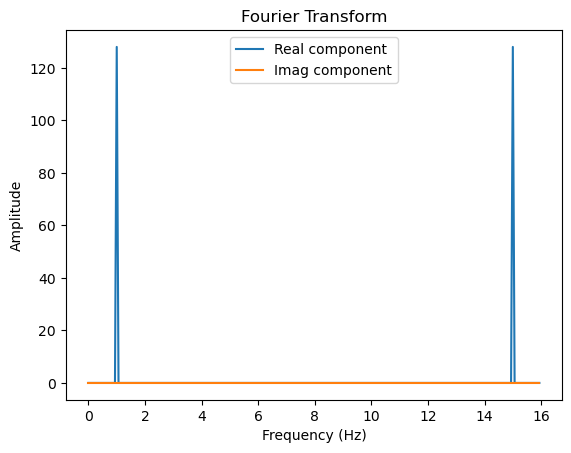 Fourier Transform
Real component
Imag component
Amplitude
120
100
80
60
40
20
0
0 2 4 6 8 10 12 14 16
Frequency (Hz)